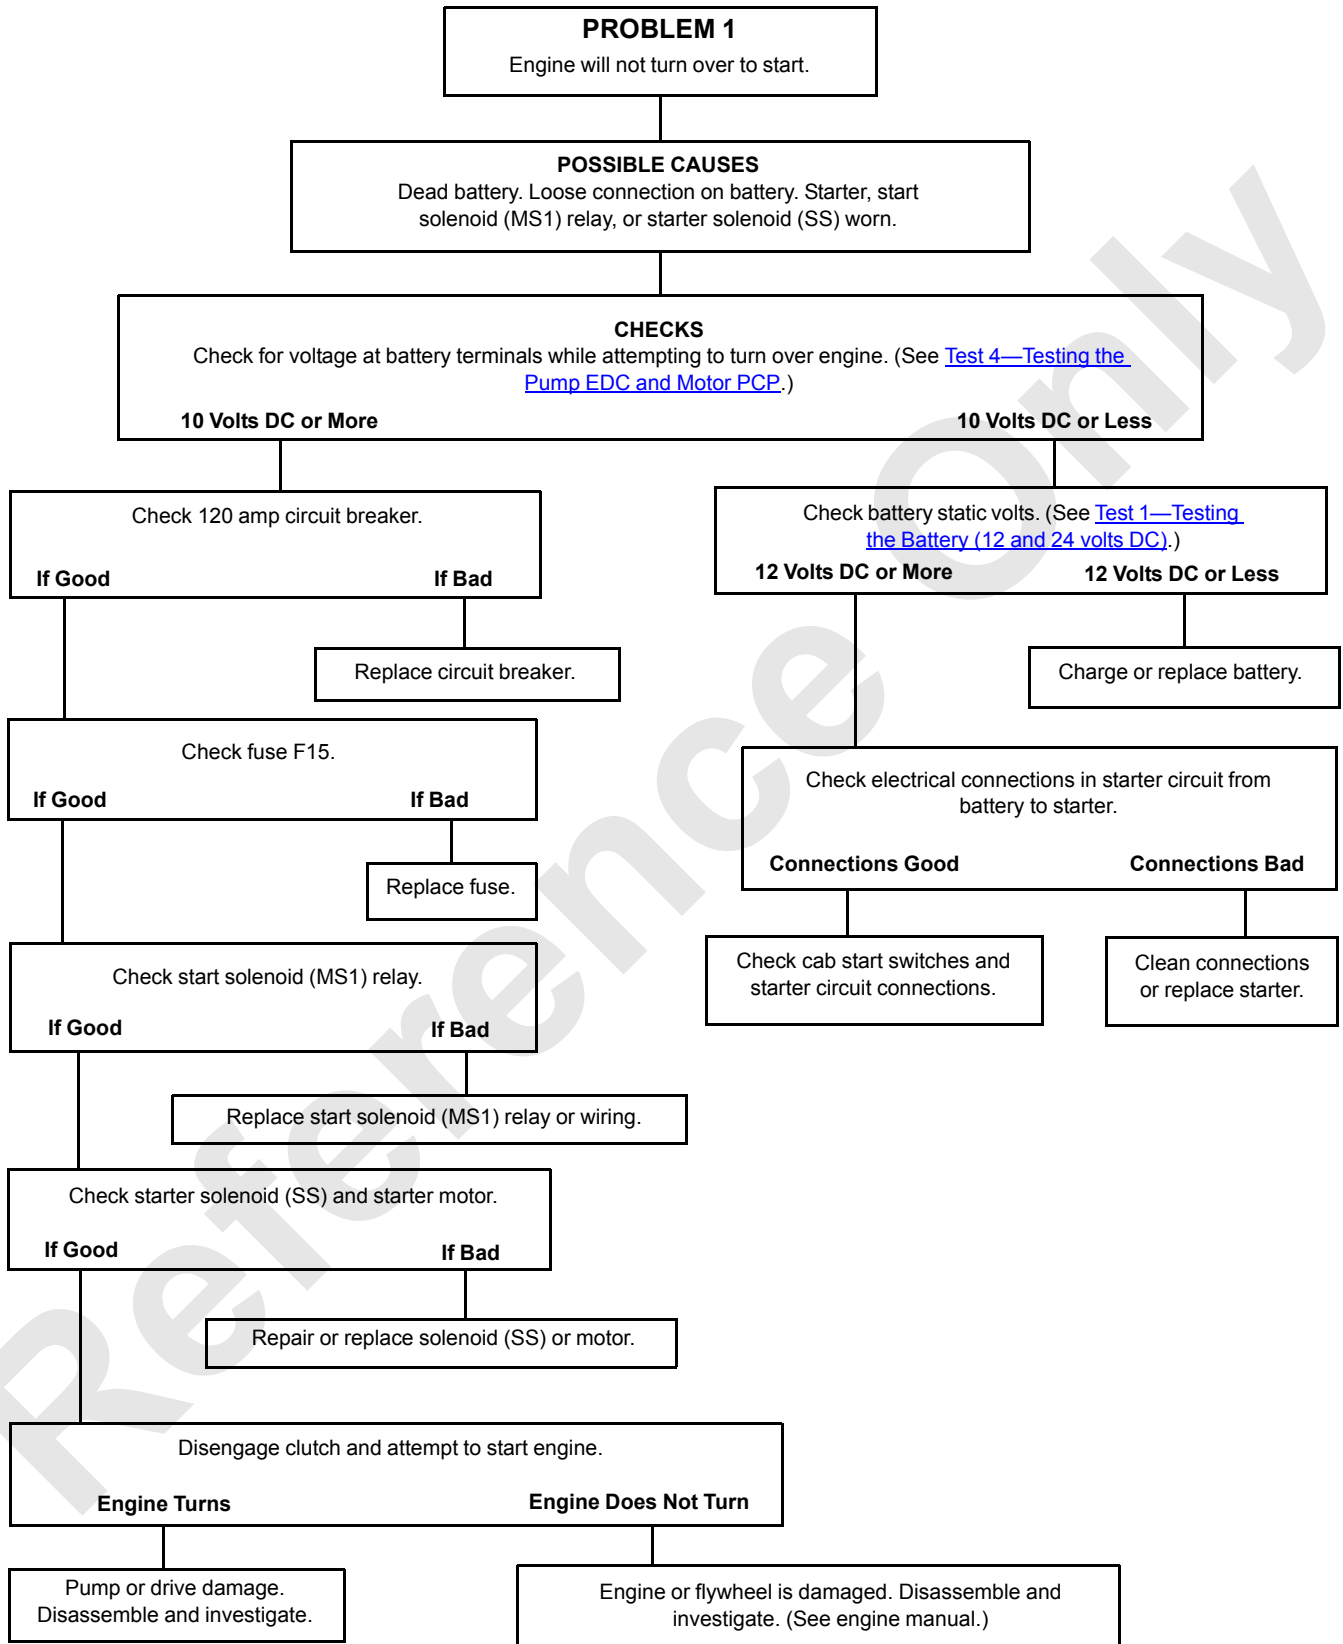 PROBLEM 1
Engine will not turn over to start.
POSSIBLE CAUSES
Dead battery. Loose connection on battery. Starter, start
solenoid (MS1) relay, or starter solenoid (SS) worn.
CHECKS
Check for voltage at battery terminals while attempting to turn over engine. (See Test 4—Testing the
Pump EDC and Motor PCP.)
10 Volts DC or More
10 Volts DC or Less
Check 120 amp circuit breaker.
If Good
If Bad
Replace circuit breaker.
Check fuse F15.
If Good
If Bad
Replace fuse.
Check start solenoid (MS1) relay.
If Good
If Bad
Replace start solenoid (MS1) relay or wiring.
Check starter solenoid (SS) and starter motor.
If Good
If Bad
Repair or replace solenoid (SS) or motor.
Disengage clutch and attempt to start engine.
Engine Turns
Engine Does Not Turn
Pump or drive damage.
Disassemble and investigate.
Engine or flywheel is damaged. Disassemble and
investigate. (See engine manual.)
Check battery static volts. (See Test 1—Testing
the Battery (12 and 24 volts DC).)
12 Volts DC or More
12 Volts DC or Less
Charge or replace battery.
Check electrical connections in starter circuit from
battery to starter.
Connections Good
Connections Bad
Check cab start switches and
starter circuit connections.
Clean connections
or replace starter.
Reference Only